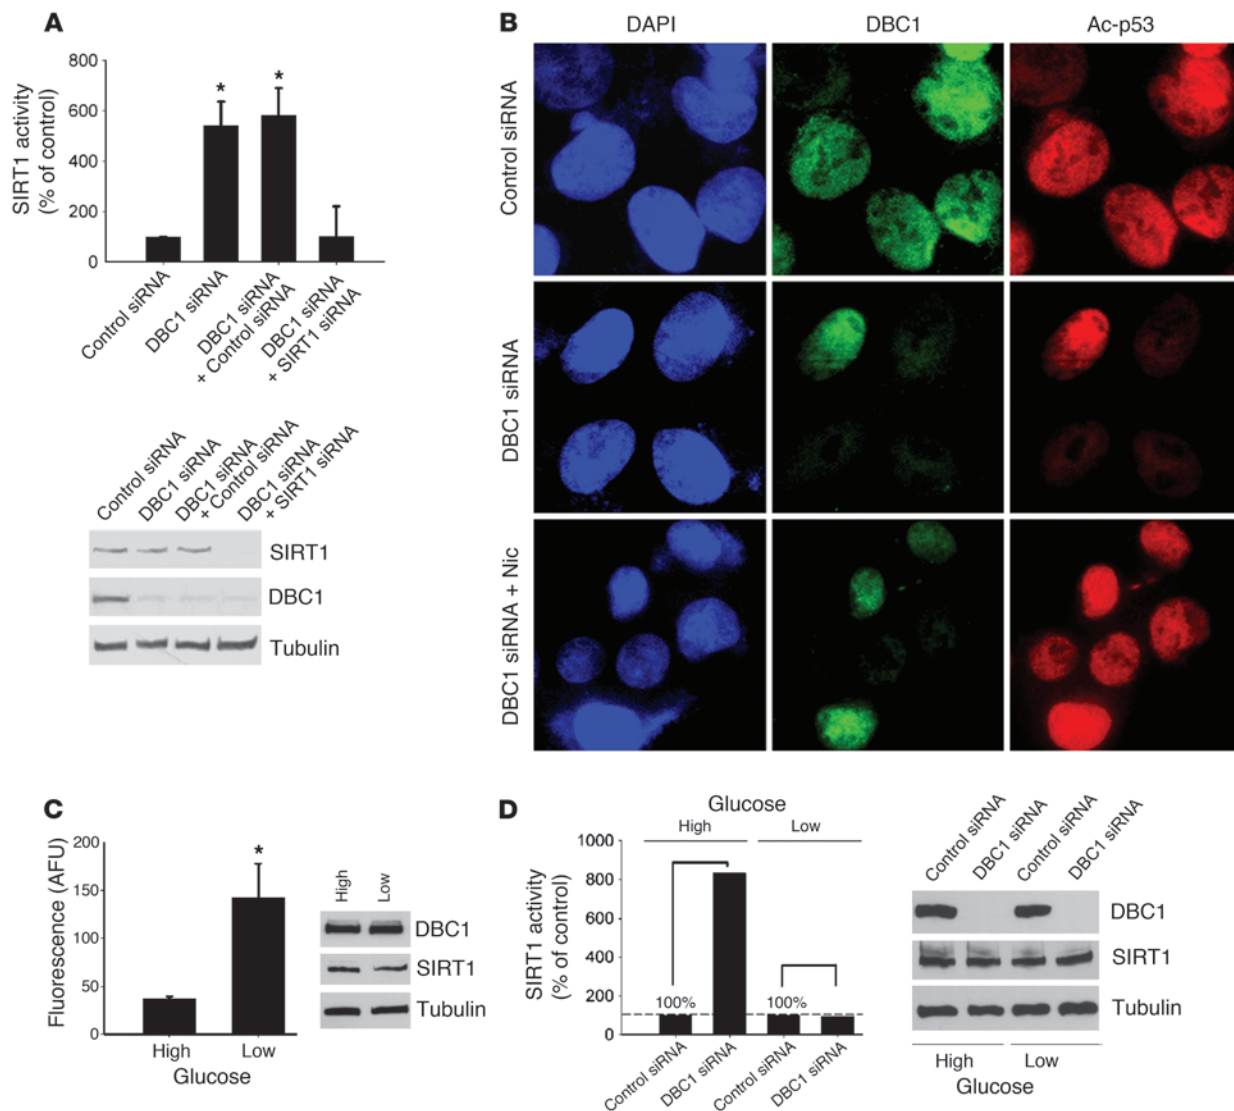 A
SIRT1 activity
(% of control)
800
600
400
200
0
*
*
Control siRNA
DBC1 siRNA
DBC1 siRNA
+ Control siRNA
DBC1 siRNA
+ SIRT1 siRNA
Control siRNA
DBC1 siRNA
DBC1 siRNA
+ Control siRNA
DBC1 siRNA
+ SIRT1 siRNA
SIRT1
DBC1
Tubulin
B
DAPI
DBC1
Ac-p53
Control siRNA
DBC1 siRNA
DBC1 siRNA + Nic
C
Fluorescence (AFU)
200
150
100
50
0
*
High
Low
Glucose
High
Low
DBC1
SIRT1
Tubulin
D
Glucose
High
Low
SIRT1 activity
(% of control)
1000
800
600
400
200
0
100%
100%
Control siRNA
DBC1 siRNA
Control siRNA
DBC1 siRNA
Control siRNA
DBC1 siRNA
Control siRNA
DBC1 siRNA
DBC1
SIRT1
Tubulin
High
Low
Glucose